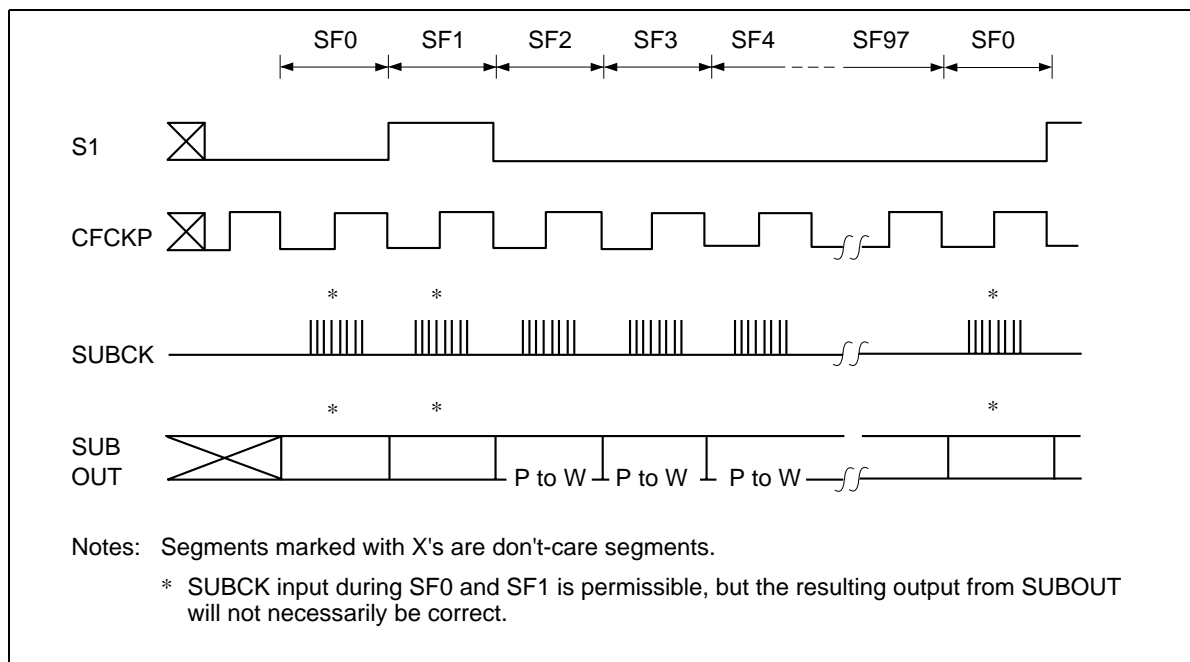 SF0 SF1 SF2 SF3 SF4 SF97 SF0
S1
CFCKP
* * *
SUBCK
* * *
SUB
OUT
P to W P to W P to W
Notes: Segments marked with X's are don't-care segments.
* SUBCK input during SF0 and SF1 is permissible, but the resulting output from SUBOUT
will not necessarily be correct.